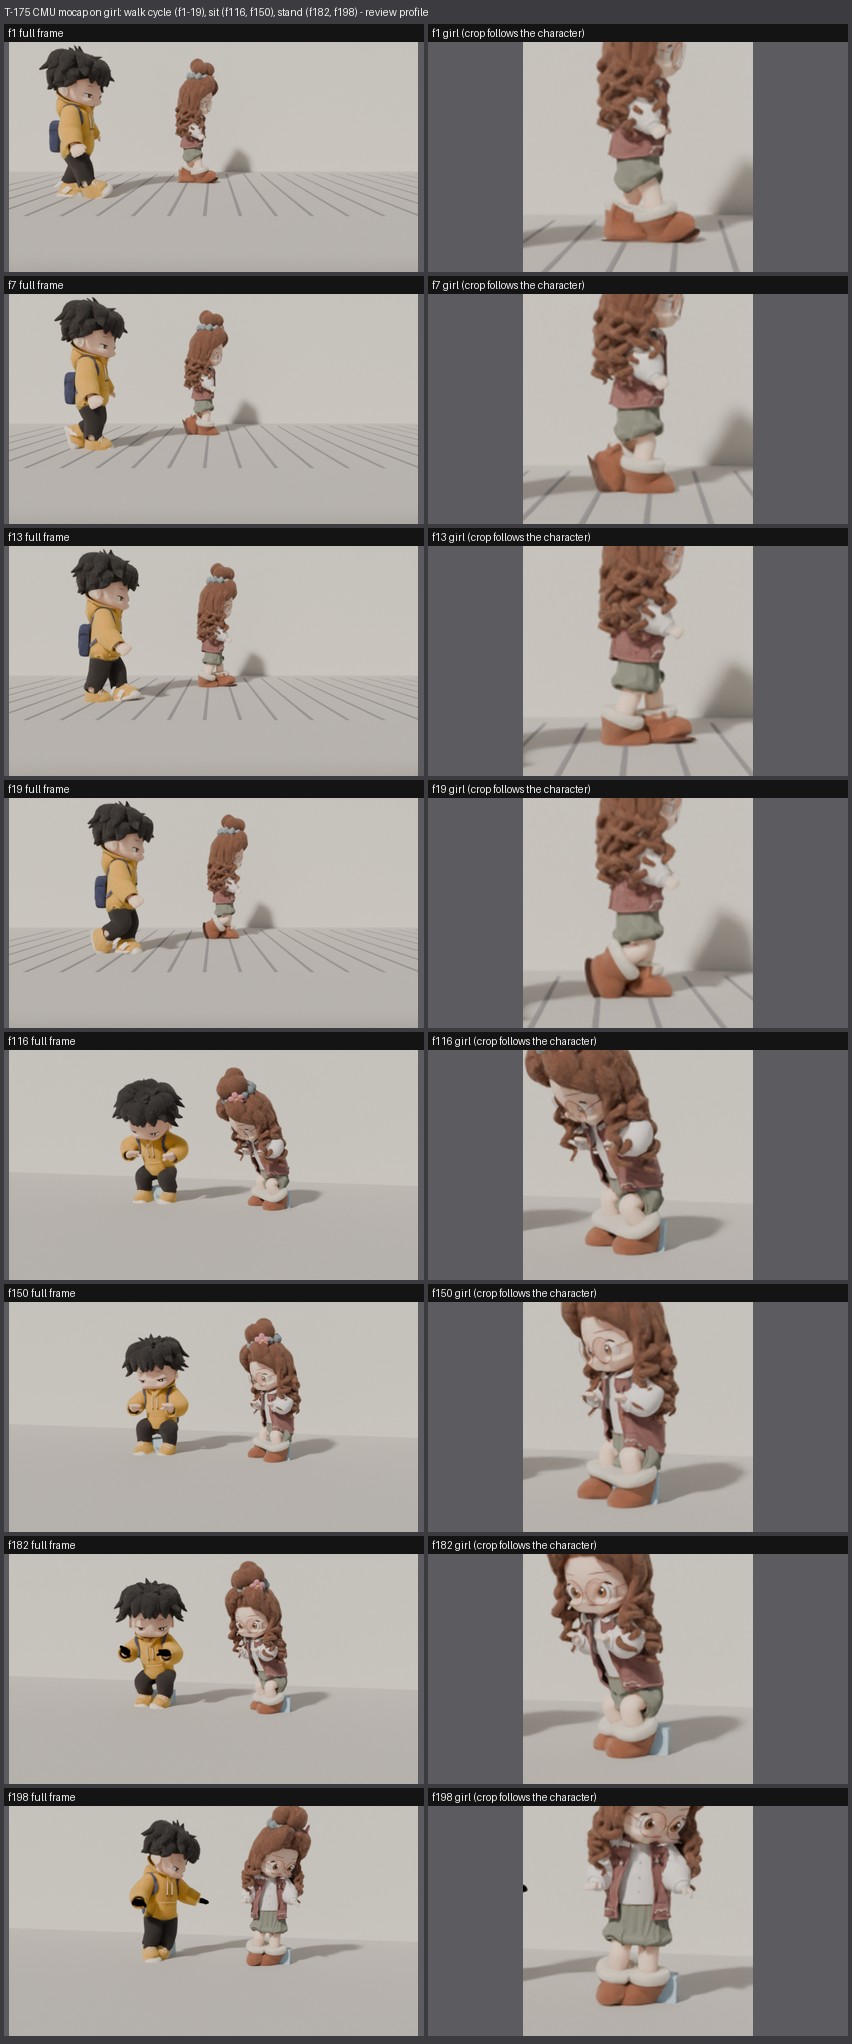 T-175 CMU mocap on girl: walk cycle (f1-19), sit (f116, f150), stand (f182, f198) - review profile
f1 full frame
f1 girl (crop follows the character)
f7 full frame
f7 girl (crop follows the character)
f13 full frame
f13 girl (crop follows the character)
f19 full frame
f19 girl (crop follows the character)
f116 full frame
f116 girl (crop follows the character)
f150 full frame
f150 girl (crop follows the character)
f182 full frame
f182 girl (crop follows the character)
f198 full frame
f198 girl (crop follows the character)